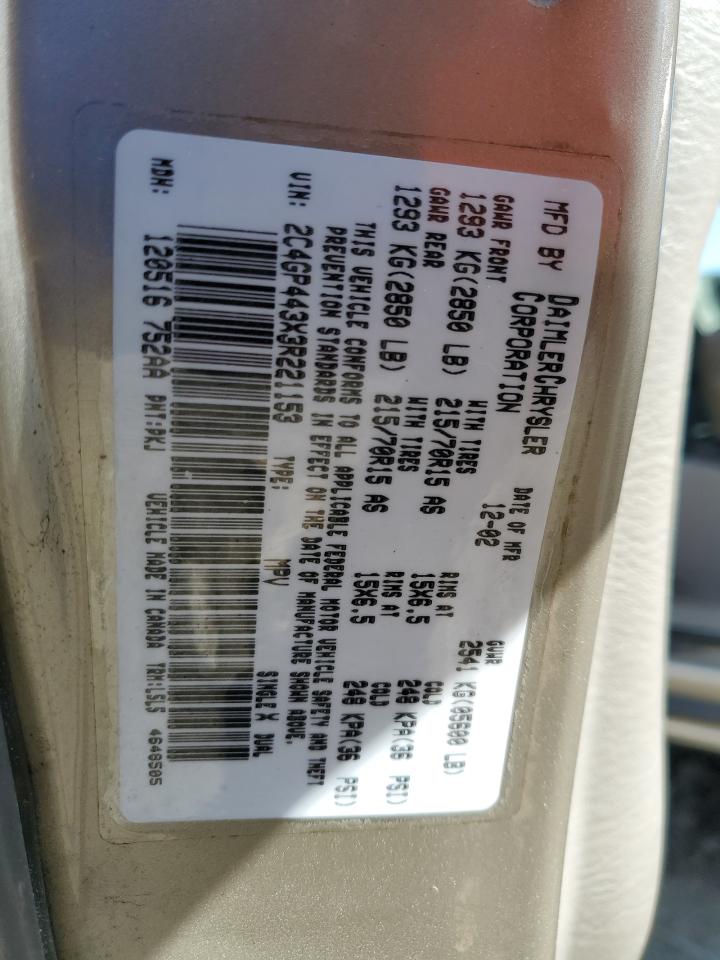 MFD BY DAIMLERCHRYSLER CORPORATION
DATE OF MFR 12-02
GVWR 2541 KG(05600 LB)
GAWR FRONT 1293 KG(2850 LB)
WITH TIRES 215/70R15 AS
RIMS AT 15X6.5
COLD 248 KPA(36 PSI)
GAWR REAR 1293 KG(2850 LB)
WITH TIRES 215/70R15 AS
RIMS AT 15X6.5
COLD 248 KPA(36 PSI)
THIS VEHICLE CONFORMS TO ALL APPLICABLE FEDERAL MOTOR VEHICLE SAFETY AND THEFT
PREVENTION STANDARDS IN EFFECT ON THE DATE OF MANUFACTURE SHOWN ABOVE.
VIN: 2C4GP443X3R221153 TYPE: MPV SINGLE X DUAL
MDH: 120516 752AA PNT:PKJ VEHICLE MADE IN CANADA TRM:LSLS 4648505